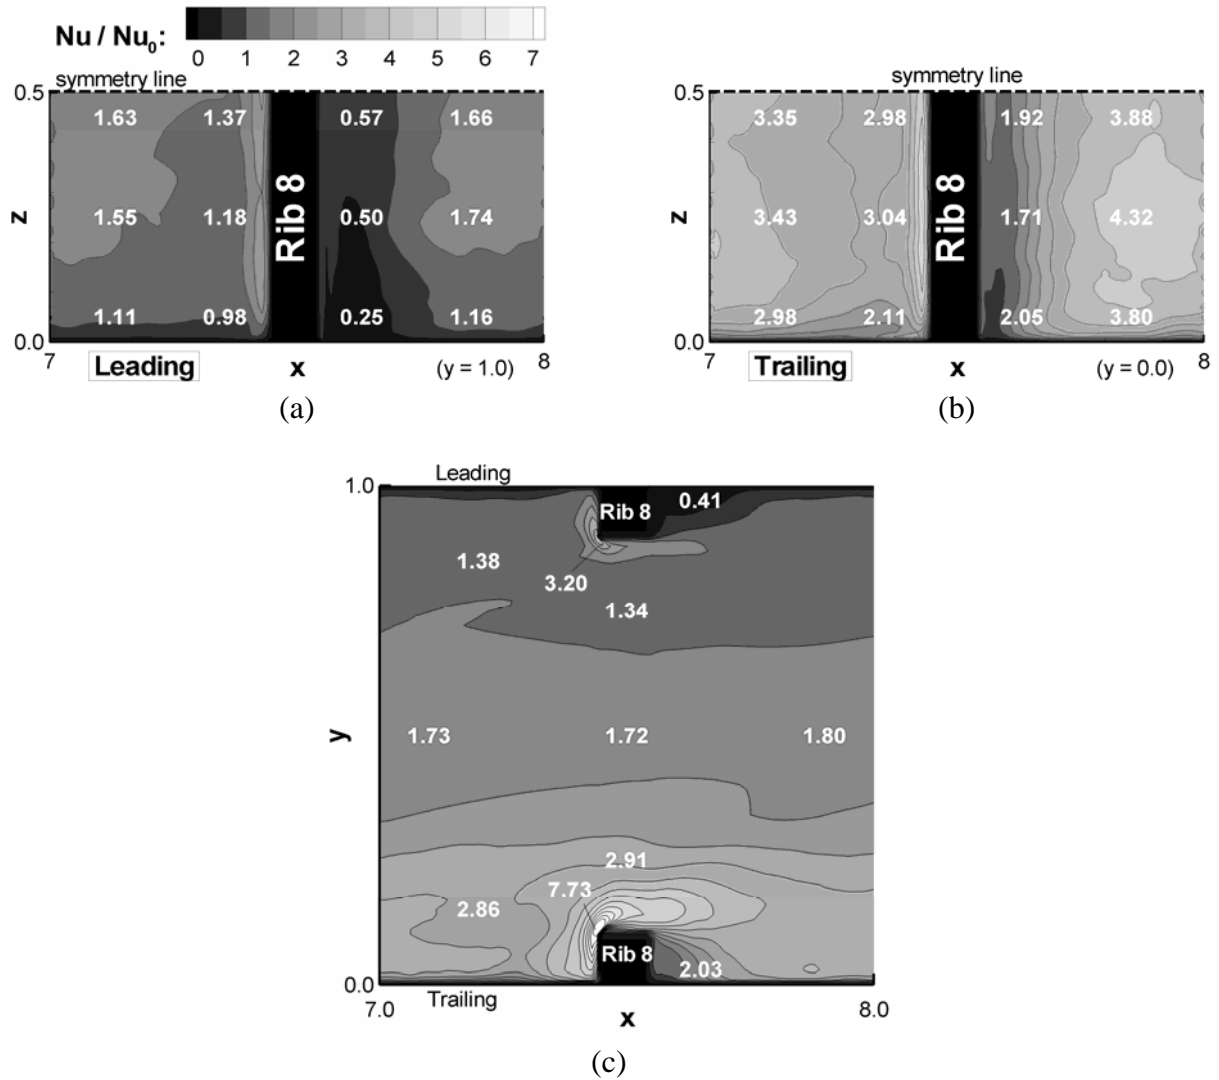 Nu / Nu0:
0 1 2 3 4 5 6 7
symmetry line
0.5
1.63 1.37 0.57 1.66
z
1.55 1.18 Rib 8 0.50 1.74
1.11 0.98 0.25 1.16
0.0
7 Leading x (y = 1.0) 8
(a)
symmetry line
0.5
3.35 2.98 1.92 3.88
z
3.43 3.04 Rib 8 1.71 4.32
2.98 2.11 2.05 3.80
0.0
7 Trailing x (y = 0.0) 8
(b)
Leading
1.0
Rib 8 0.41
1.38
3.20
1.34
y
1.73 1.72 1.80
2.91
7.73
2.86
Rib 8
2.03
0.0
Trailing
7.0 x 8.0
(c)